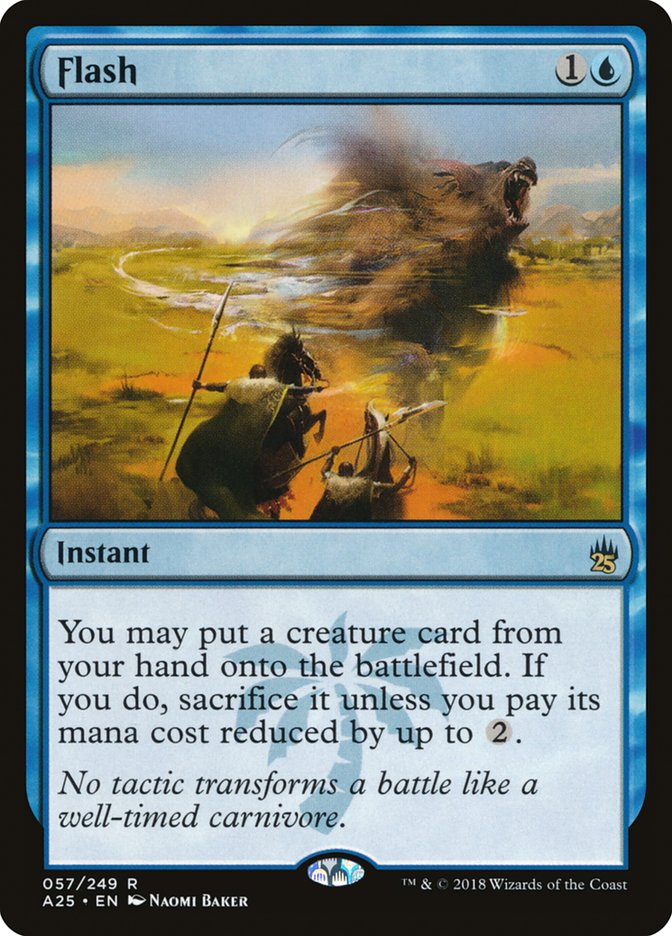 Flash
1
Instant
25
You may put a creature card from
your hand onto the battlefield. If
you do, sacrifice it unless you pay its
mana cost reduced by up to 2.
No tactic transforms a battle like a
well-timed carnivore.
057/249 R
A25 • EN Naomi Baker
™ & © 2018 Wizards of the Coast